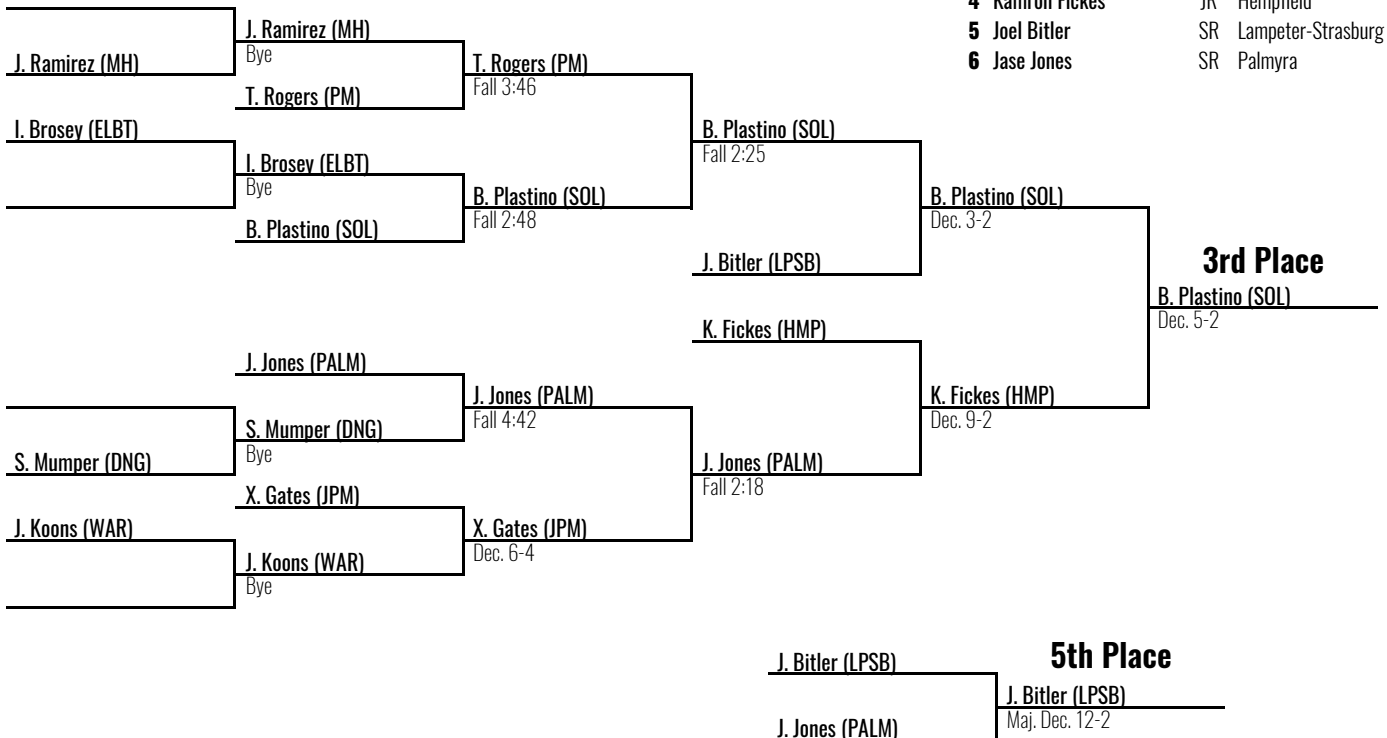 4 Kamron Fickes JR Hempfield
5 Joel Bitler SR Lampeter-Strasburg
6 Jase Jones SR Palmyra
J. Ramirez (MH)
J. Ramirez (MH)
Bye
T. Rogers (PM)
T. Rogers (PM)
Fall 3:46
I. Brosey (ELBT)
I. Brosey (ELBT)
Bye
B. Plastino (SOL)
B. Plastino (SOL)
Fall 2:48
B. Plastino (SOL)
Fall 2:25
J. Bitler (LPSB)
B. Plastino (SOL)
Dec. 3-2
3rd Place
B. Plastino (SOL)
Dec. 5-2
K. Fickes (HMP)
K. Fickes (HMP)
Dec. 9-2
J. Jones (PALM)
J. Jones (PALM)
Fall 4:42
S. Mumper (DNG)
Bye
S. Mumper (DNG)
J. Jones (PALM)
Fall 2:18
X. Gates (JPM)
X. Gates (JPM)
Dec. 6-4
J. Koons (WAR)
J. Koons (WAR)
Bye
5th Place
J. Bitler (LPSB)
J. Bitler (LPSB)
Maj. Dec. 12-2
J. Jones (PALM)